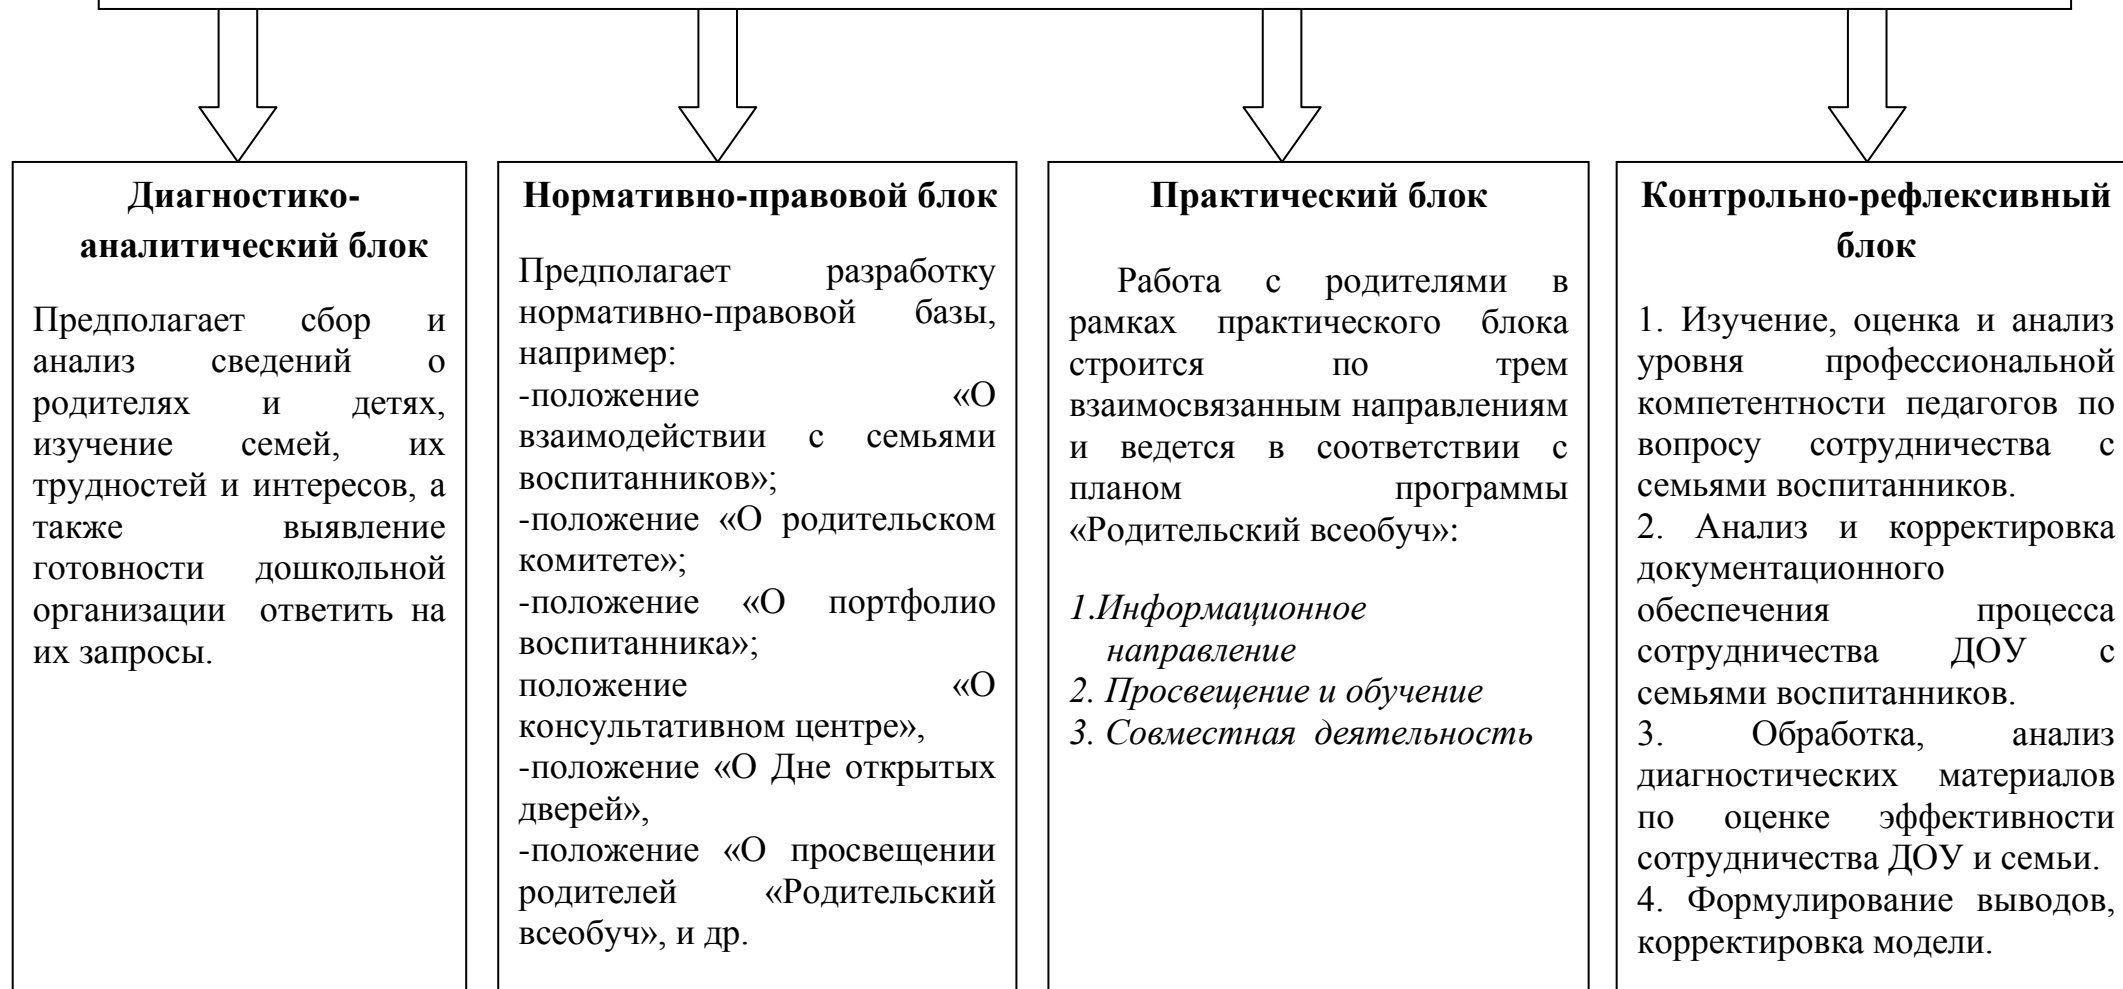 Диагностико-
аналитический блок
Предполагает сбор и
анализ сведений о
родителях и детях,
изучение семей, их
трудностей и интересов, а
также выявление
готовности дошкольной
организации ответить на
их запросы.
Нормативно-правовой блок
Предполагает разработку
нормативно-правовой базы,
например:
-положение «О
взаимодействии с семьями
воспитанников»;
-положение «О родительском
комитете»;
-положение «О портфолио
воспитанника»;
положение «О
консультативном центре»,
-положение «О Дне открытых
дверей»,
-положение «О просвещении
родителей «Родительский
всеобуч», и др.
Практический блок
Работа с родителями в
рамках практического блока
строится по трем
взаимосвязанным направлениям
и ведется в соответствии с
планом программы
«Родительский всеобуч»:
1.Информационное
направление
2. Просвещение и обучение
3. Совместная деятельность
Контрольно-рефлексивный
блок
1. Изучение, оценка и анализ
уровня профессиональной
компетентности педагогов по
вопросу сотрудничества с
семьями воспитанников.
2. Анализ и корректировка
документационного
обеспечения процесса
сотрудничества ДОУ с
семьями воспитанников.
3. Обработка, анализ
диагностических материалов
по оценке эффективности
сотрудничества ДОУ и семьи.
4. Формулирование выводов,
корректировка модели.